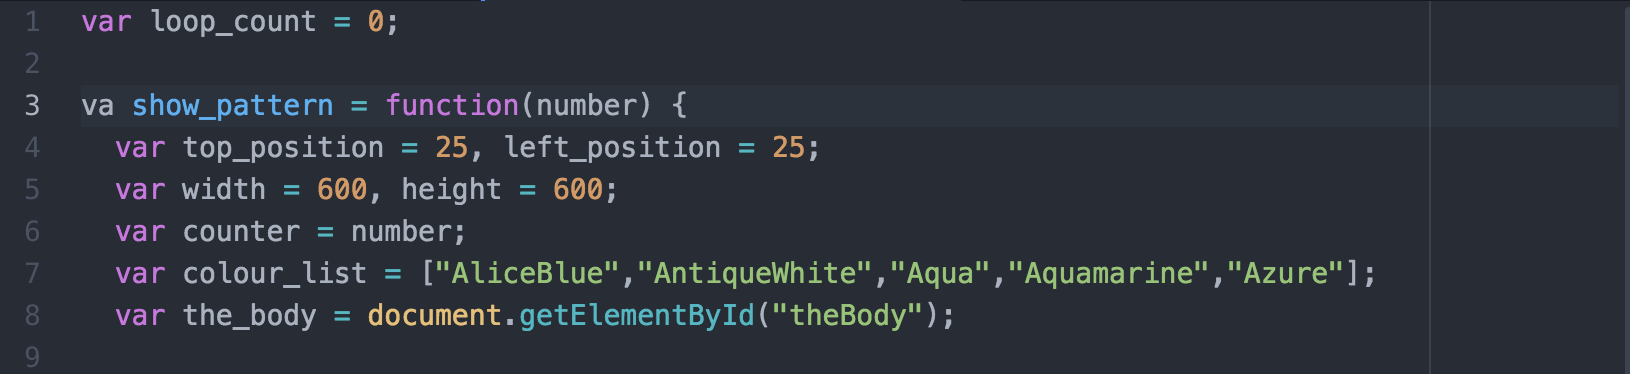 1 var loop_count = 0;
2
3 va show_pattern = function(number) {
4 var top_position = 25, left_position = 25;
5 var width = 600, height = 600;
6 var counter = number;
7 var colour_list = ["AliceBlue","AntiqueWhite","Aqua","Aquamarine","Azure"];
8 var the_body = document.getElementById("theBody");
9